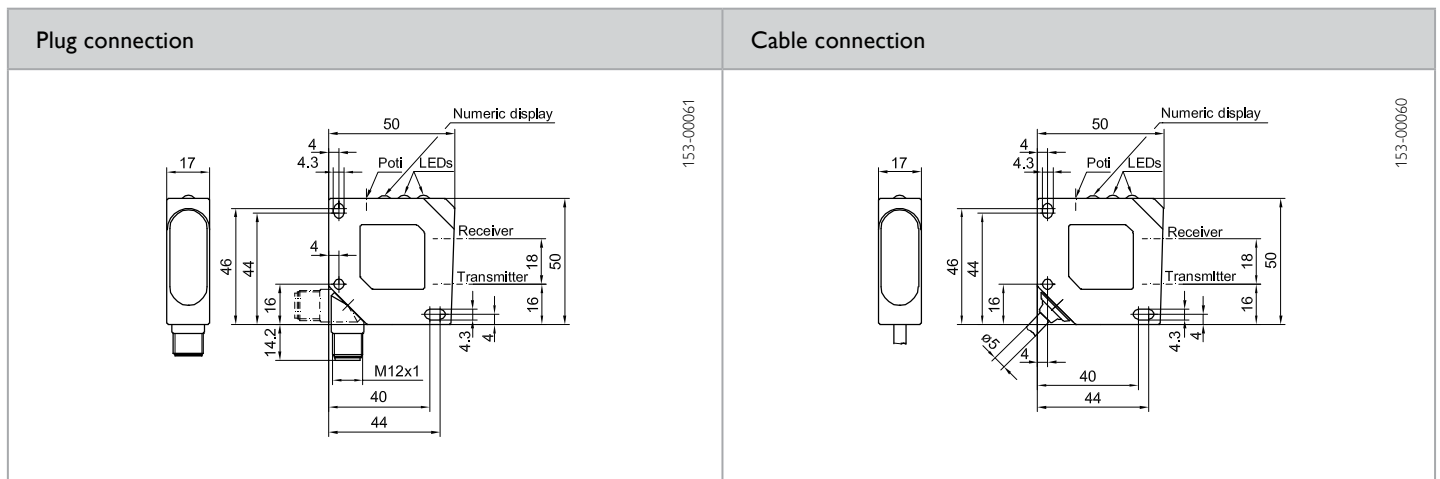 Plug connection
Cable connection
153-00061
Numeric display
50
4
4.3
Poti
LEDs
17
Receiver
4
46
44
18
50
Transmitter
16
16
14.2
4.3
4
M12x1
40
44
153-00060
Numeric display
50
4
4.3
Poti
LEDs
17
Receiver
46
44
18
50
Transmitter
16
16
ø5
4
4.3
4
40
44